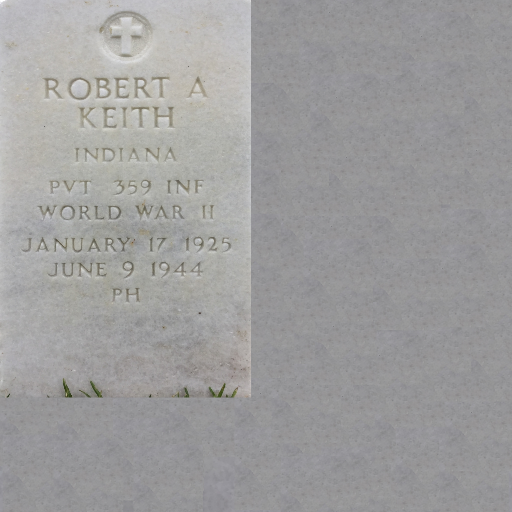 ROBERT A
KEITH
INDIANA
PVT 359 INF
WORLD WAR II
JANUARY 17 1925
JUNE 9 1944
PH